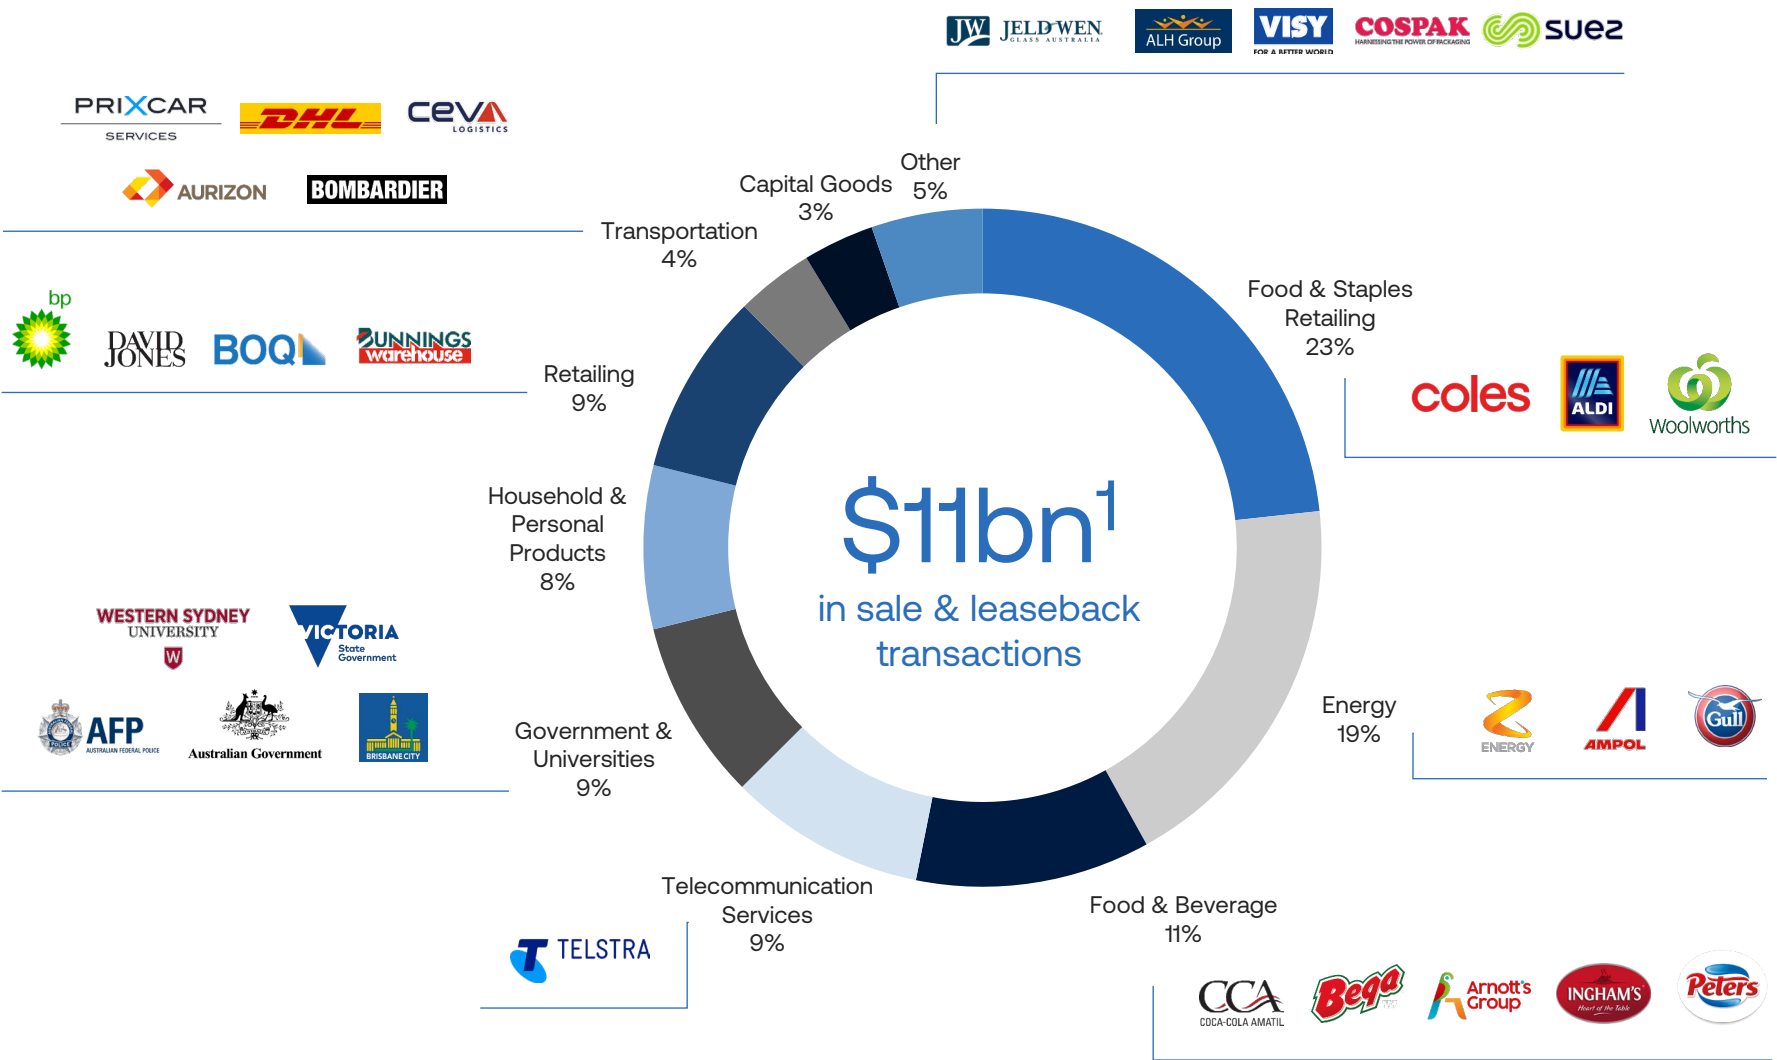 JW JELD WEN
GLASS AUSTRALIA
ALH Group
VISY
FOR A BETTER WORLD
COSPAK
HARNESSING THE POWER OF PACKAGING
suez
PRIXCAR
SERVICES
DHL
CEVA
LOGISTICS
AURIZON
BOMBARDIER
Other
5%
Capital Goods
3%
Transportation
4%
Food & Staples
Retailing
23%
bp
DAVID
JONES
BOQ
BUNNINGS
warehouse
Retailing
9%
coles
ALDI
Woolworths
Household &
Personal
Products
8%
$11bn1
in sale & leaseback
transactions
WESTERN SYDNEY
UNIVERSITY
W
VICTORIA
State
Government
AFP
AUSTRALIAN FEDERAL POLICE
Australian Government
BRISBANE CITY
Government &
Universities
9%
Energy
19%
Z
ENERGY
AMPOL
Gull
Telecommunication
Services
9%
T TELSTRA
Food & Beverage
11%
CCA
COCA-COLA AMATIL
Bega
Arnott's
Group
INGHAM'S
Heart of the Table
Peters